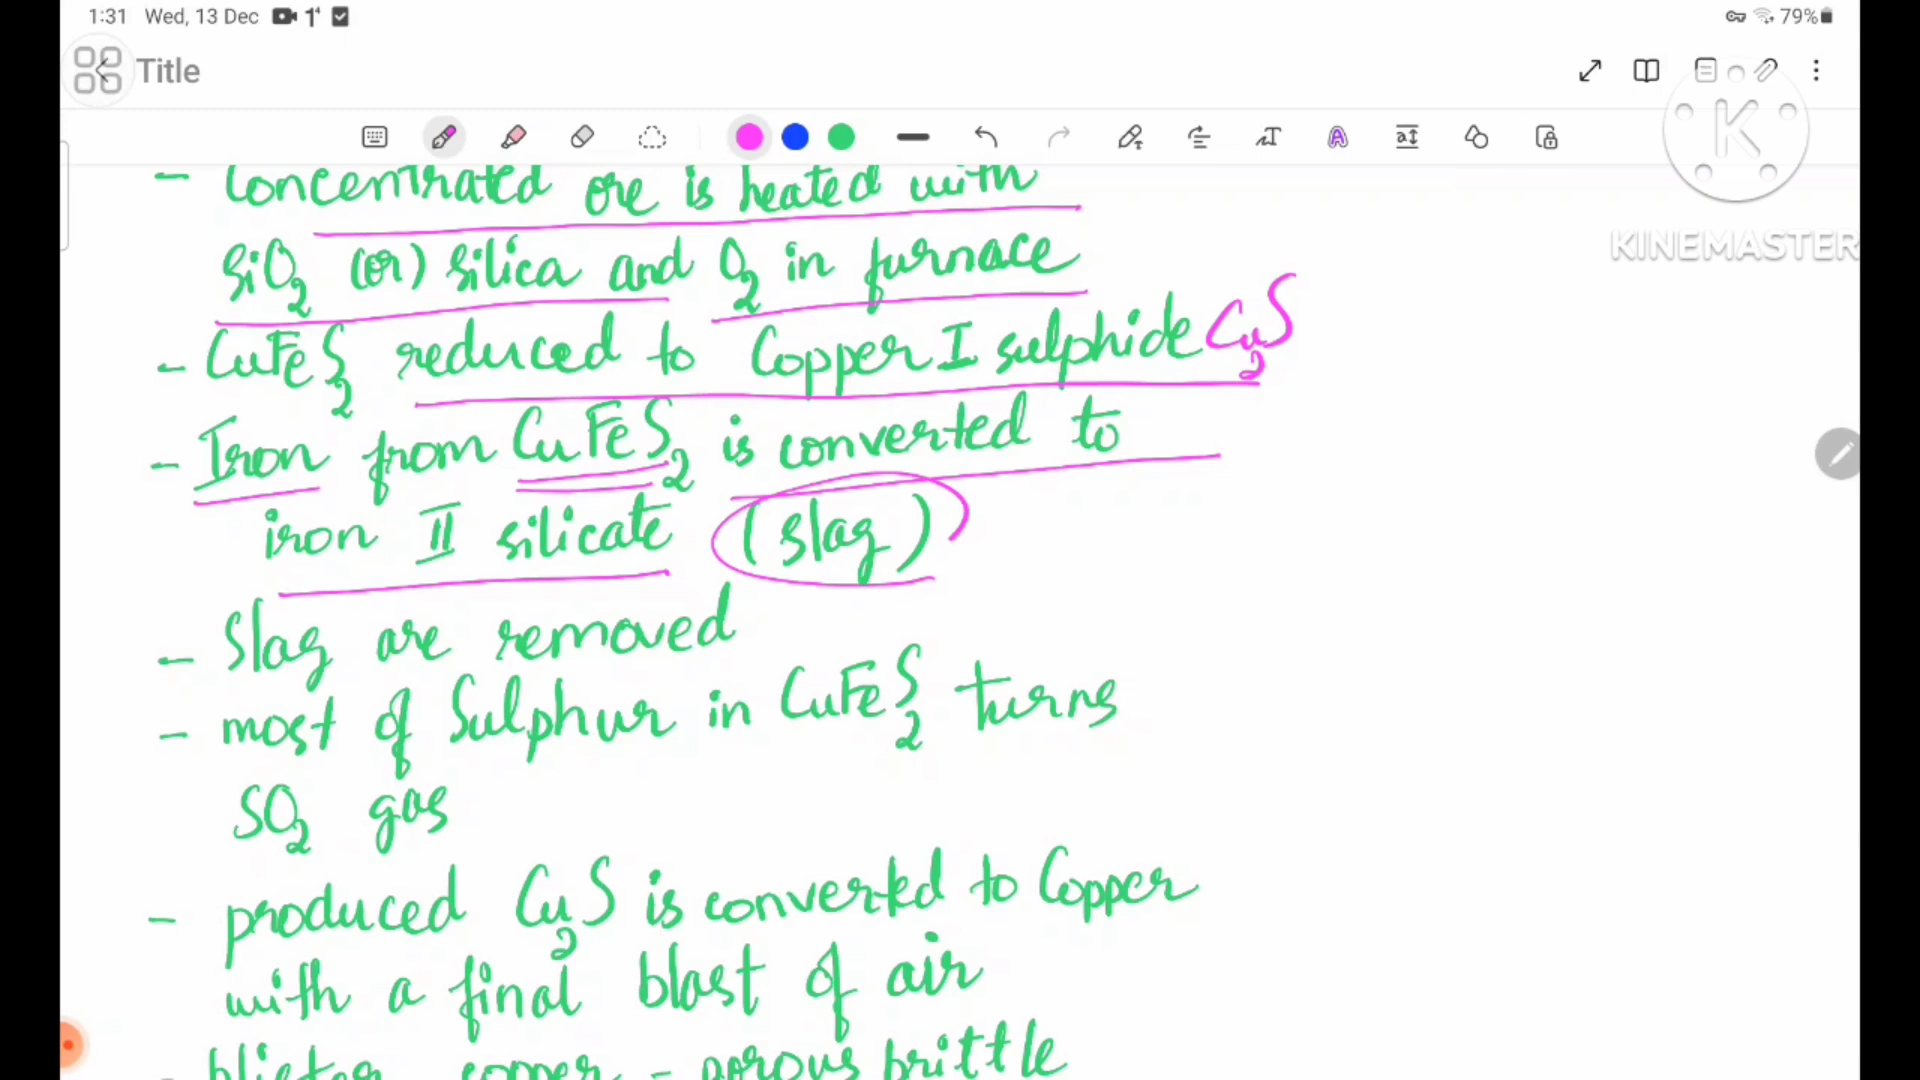 1:31 Wed, 13 Dec
79%
Title
KINEMASTER
- Concentrated ore is heated with
SiO2 (or) silica and O2 in furnace
- CuFeS2 reduced to Copper I sulphide Cu2S
- Iron from CuFeS2 is converted to
iron II silicate (slag)
- Slag are removed
- most of Sulphur in CuFeS2 turns
SO2 gas
- produced Cu2S is converted to Copper
with a final blast of air
- blister copper - porous brittle